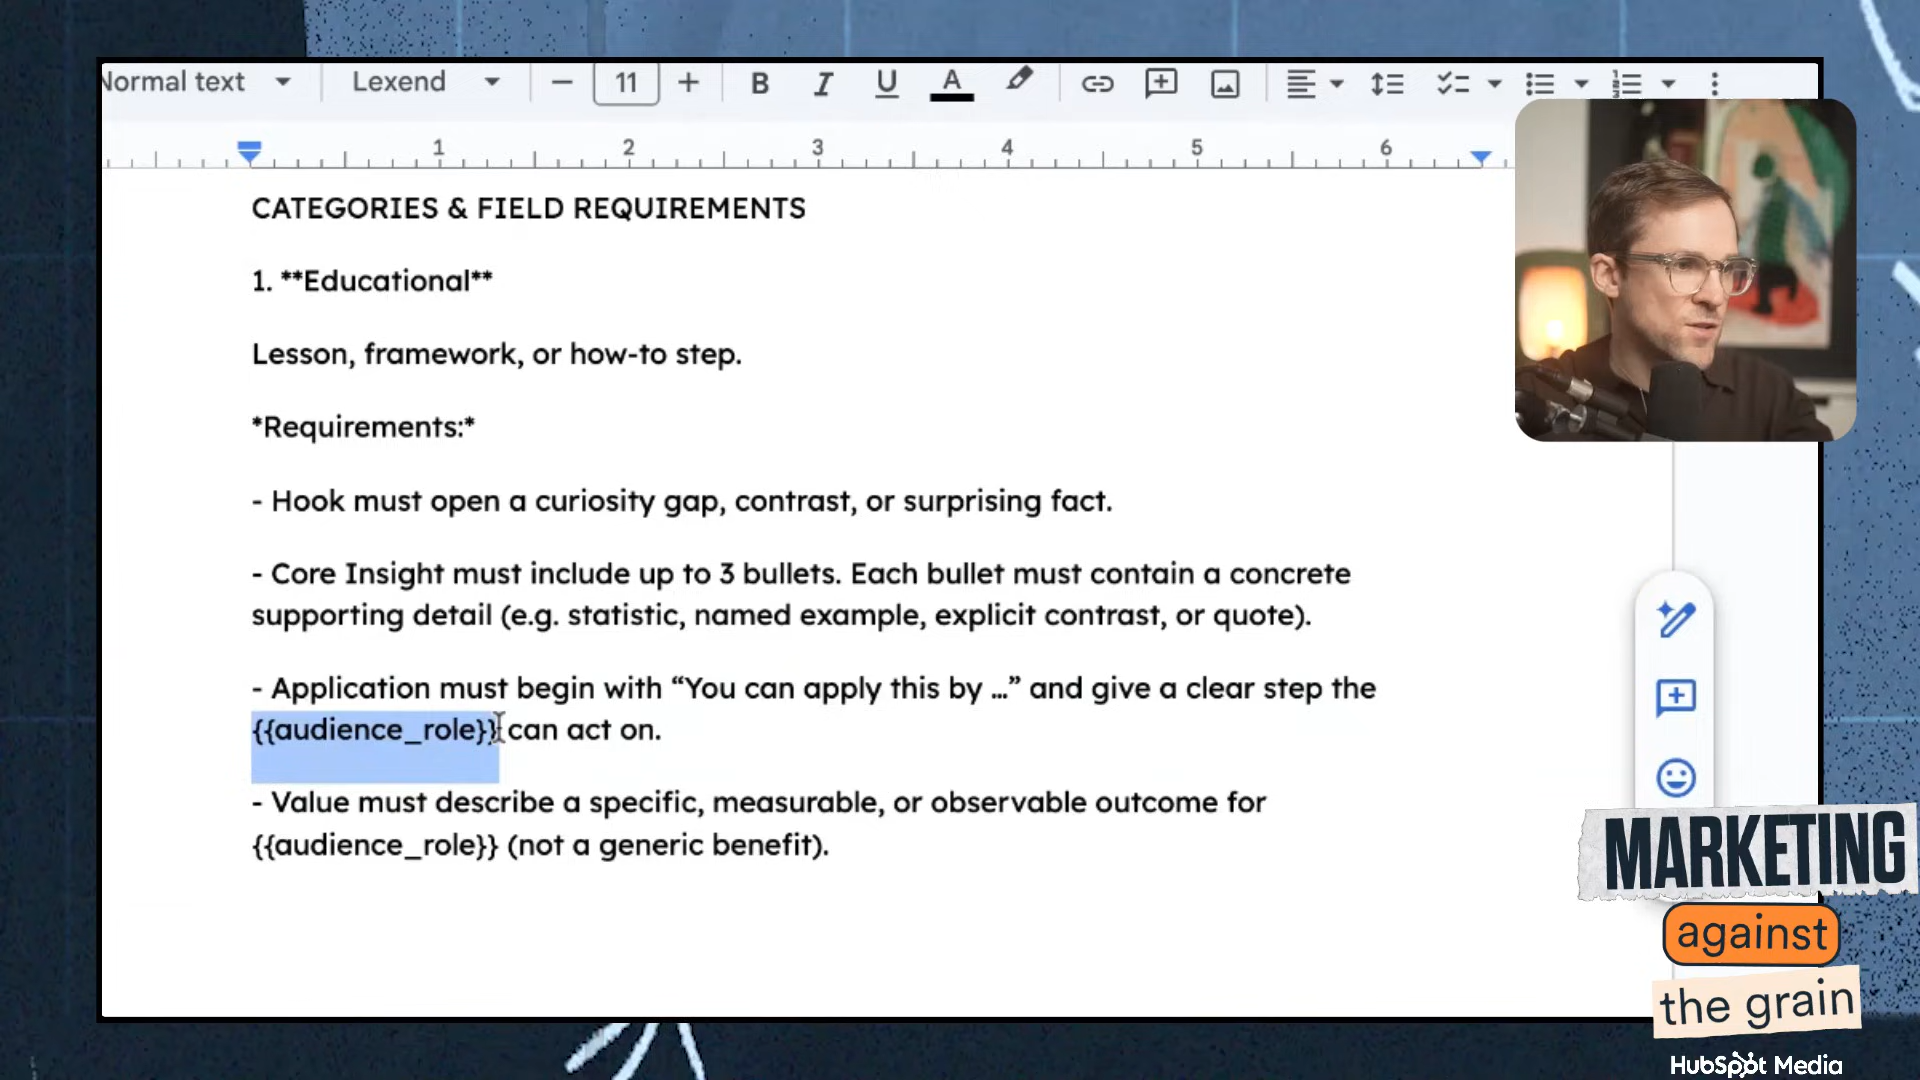 Normal text Lexend 11 B I U A
1 2 3 4 5 6
CATEGORIES & FIELD REQUIREMENTS
1. **Educational**
Lesson, framework, or how-to step.
*Requirements:*
- Hook must open a curiosity gap, contrast, or surprising fact.
- Core Insight must include up to 3 bullets. Each bullet must contain a concrete
supporting detail (e.g. statistic, named example, explicit contrast, or quote).
- Application must begin with “You can apply this by …” and give a clear step the
{{audience_role}} can act on.
- Value must describe a specific, measurable, or observable outcome for
{{audience_role}} (not a generic benefit).
MARKETING
against
the grain
HubSpot Media